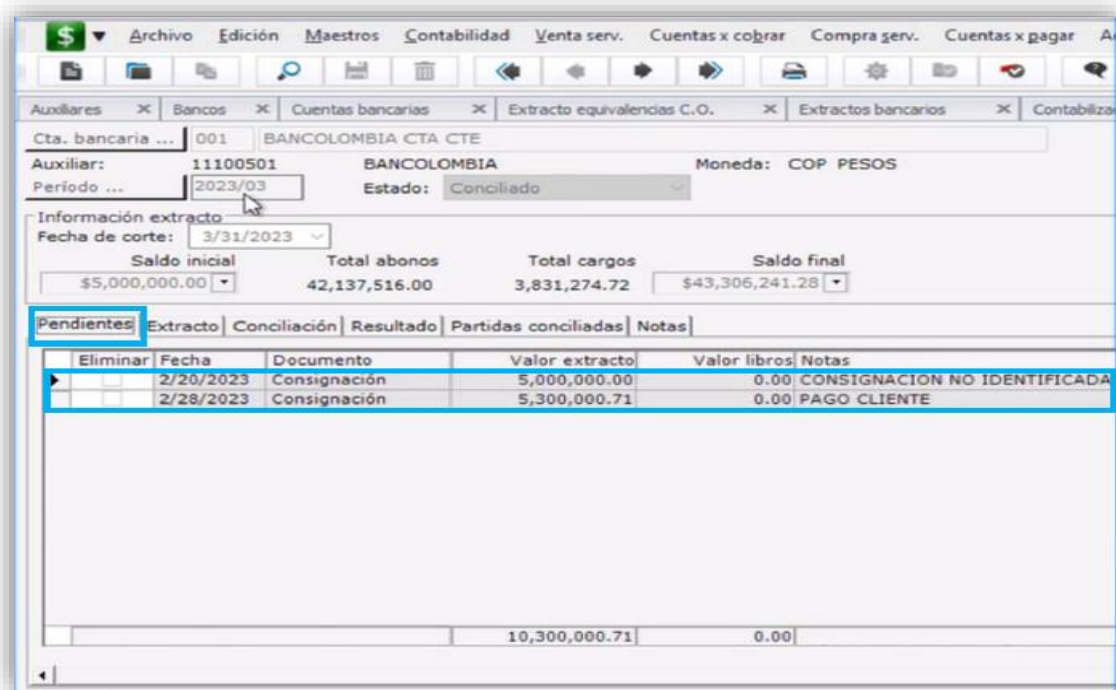 $ Archivo Edición Maestros Contabilidad Venta serv. Cuentas x cobrar Compra serv. Cuentas x pagar
Auxiliares Bancos Cuentas bancarias Extracto equivalencias C.O. Extractos bancarios
Cta. bancaria ... 001 BANCOLOMBIA CTA CTE
Auxiliar: 11100501 BANCOLOMBIA Moneda: COP PESOS
Período ... 2023/03 Estado: Conciliado
Información extracto
Fecha de corte: 3/31/2023
Saldo inicial Total abonos Total cargos Saldo final
$5,000,000.00 42,137,516.00 3,831,274.72 $43,306,241.28
Pendientes Extracto Conciliación Resultado Partidas conciliadas Notas
Eliminar Fecha Documento Valor extracto Valor libros Notas
2/20/2023 Consignación 5,000,000.00 0.00 CONSIGNACION NO IDENTIFICADA
2/28/2023 Consignación 5,300,000.71 0.00 PAGO CLIENTE
10,300,000.71 0.00